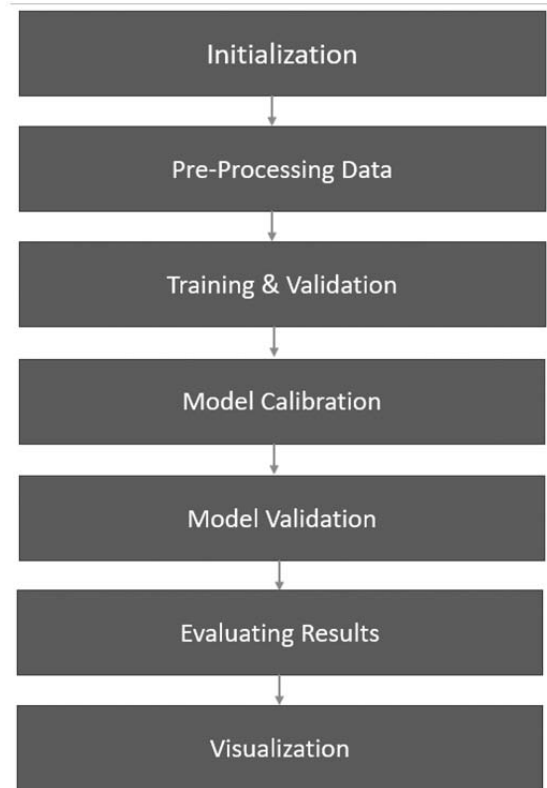 Initialization
Pre-Processing Data
Training & Validation
Model Calibration
Model Validation
Evaluating Results
Visualization